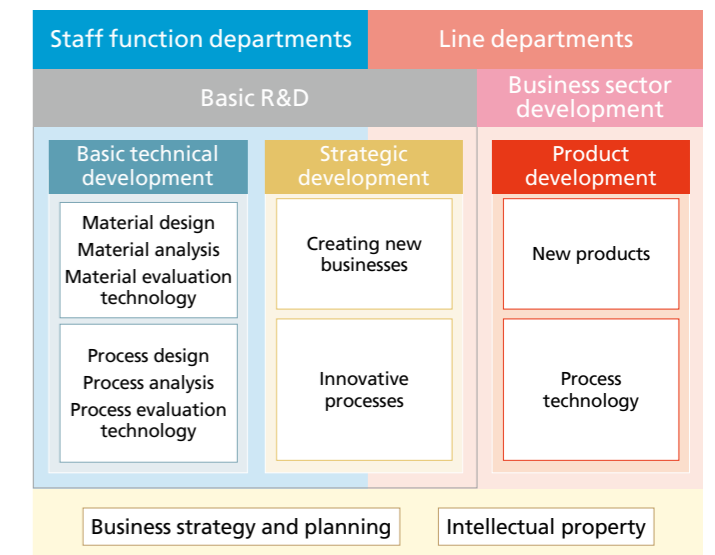 Staff function departments
Line departments
Basic R&D
Business sector
development
Basic technical
development
Strategic
development
Product
development
Material design
Material analysis
Material evaluation
technology
Creating new
businesses
New products
Process design
Process analysis
Process evaluation
technology
Innovative
processes
Process
technology
Business strategy and planning
Intellectual property